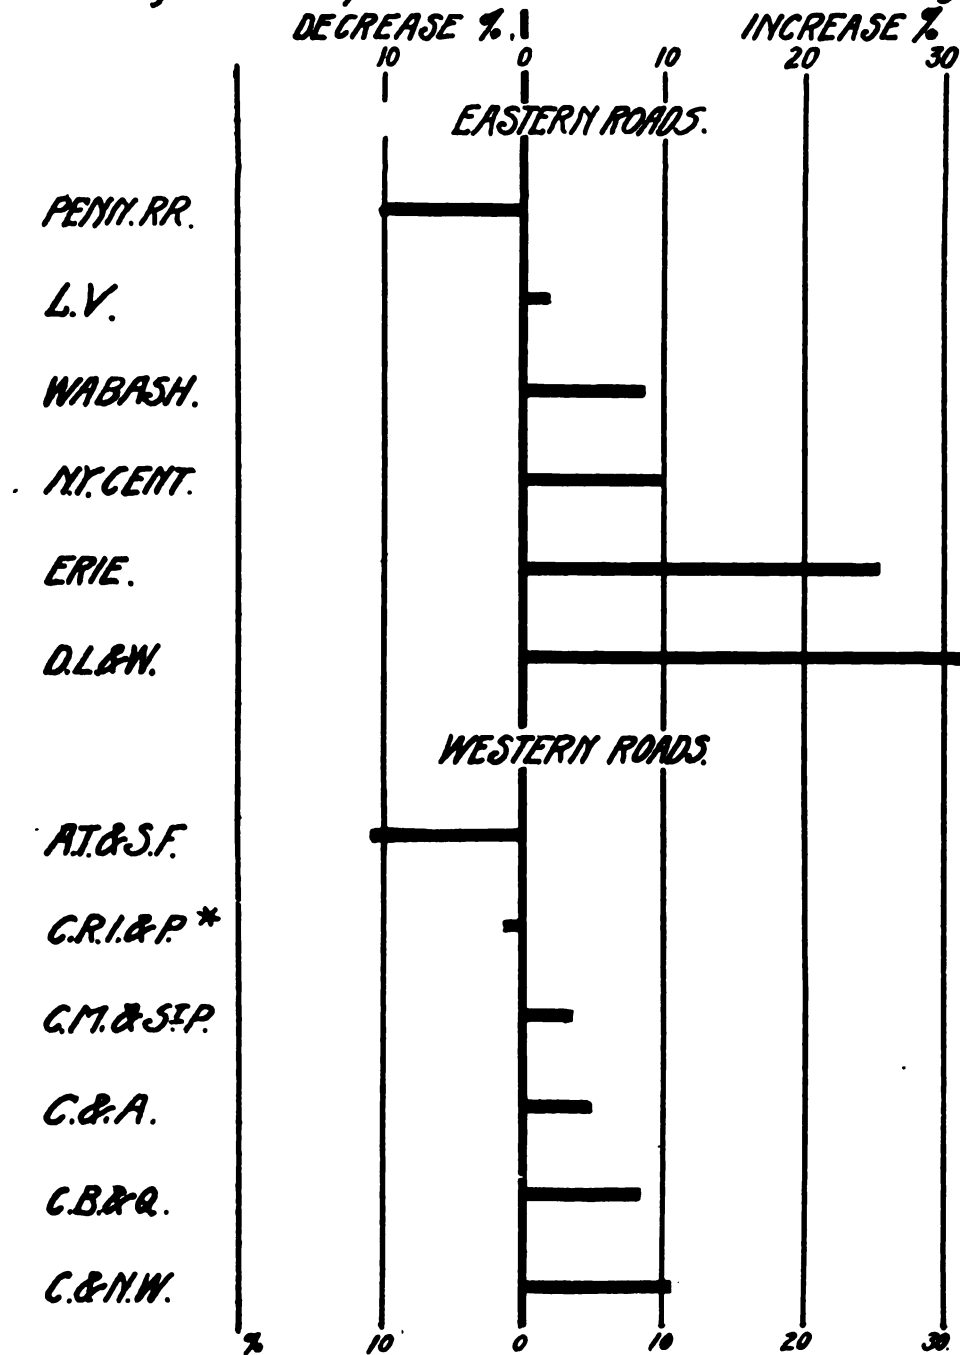 DECREASE %. INCREASE %
10 0 10 20 30
EASTERN ROADS.
PENN. RR.
L.V.
WABASH.
N.Y. CENT.
ERIE.
D.L.&W.
WESTERN ROADS.
A.T.&S.F.
C.R.I.&P. *
C.M.&ST.P.
C.&A.
C.B.&Q.
C.&N.W.
% 10 0 10 20 30.